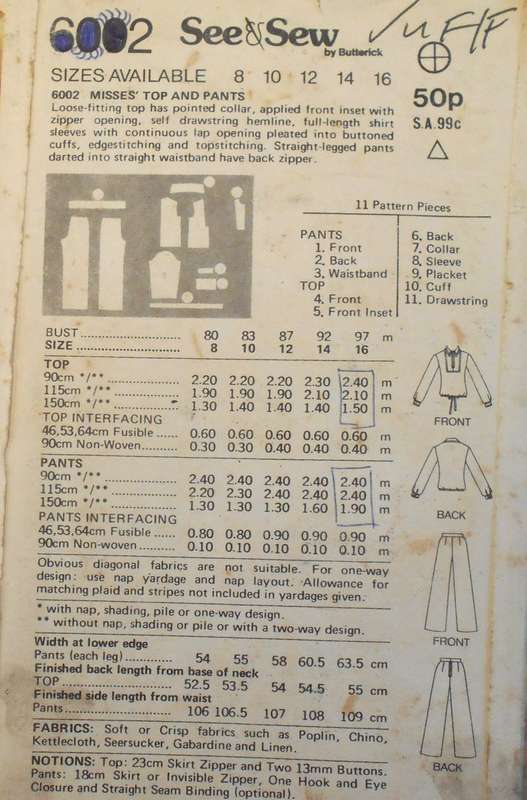 6002 See & Sew
by Butterick
✓ u F/F
SIZES AVAILABLE 8 10 12 14 16
50p
S.A. 99c
6002 MISSES' TOP AND PANTS
Loose-fitting top has pointed collar, applied front inset with
zipper opening, self drawstring hemline, full-length shirt
sleeves with continuous lap opening pleated into buttoned
cuffs, edgestitching and topstitching. Straight-legged pants
darted into straight waistband have back zipper.
11 Pattern Pieces
PANTS
1. Front
2. Back
3. Waistband
TOP
4. Front
5. Front Inset
6. Back
7. Collar
8. Sleeve
9. Placket
10. Cuff
11. Drawstring
BUST 80 83 87 92 97 m
SIZE 8 10 12 14 16
TOP
90cm */** 2.20 2.20 2.20 2.30 2.40 m
115cm */** 1.90 1.90 1.90 2.10 2.10 m
150cm */** 1.30 1.40 1.40 1.40 1.50 m
TOP INTERFACING
46,53,64cm Fusible 0.60 0.60 0.60 0.60 0.60 m
90cm Non-Woven 0.30 0.30 0.40 0.40 0.40 m
PANTS
90cm */** 2.40 2.40 2.40 2.40 2.40 m
115cm */** 2.20 2.30 2.40 2.40 2.40 m
150cm */** 1.30 1.30 1.30 1.60 1.90 m
PANTS INTERFACING
46,53,64cm Fusible 0.80 0.80 0.90 0.90 0.90 m
90cm Non-woven 0.10 0.10 0.10 0.10 0.10 m
FRONT
BACK
FRONT
BACK
Obvious diagonal fabrics are not suitable. For one-way
design: use nap yardage and nap layout. Allowance for
matching plaid and stripes not included in yardages given.
* with nap, shading, pile or one-way design.
** without nap, shading or pile or with a two-way design.
Width at lower edge
Pants (each leg) 54 55 58 60.5 63.5 cm
Finished back length from base of neck
TOP 52.5 53.5 54 54.5 55 cm
Finished side length from waist
Pants 106 106.5 107 108 109 cm
FABRICS: Soft or Crisp fabrics such as Poplin, Chino,
Kettlecloth, Seersucker, Gabardine and Linen.
NOTIONS: Top: 23cm Skirt Zipper and Two 13mm Buttons.
Pants: 18cm Skirt or Invisible Zipper, One Hook and Eye
Closure and Straight Seam Binding (optional).